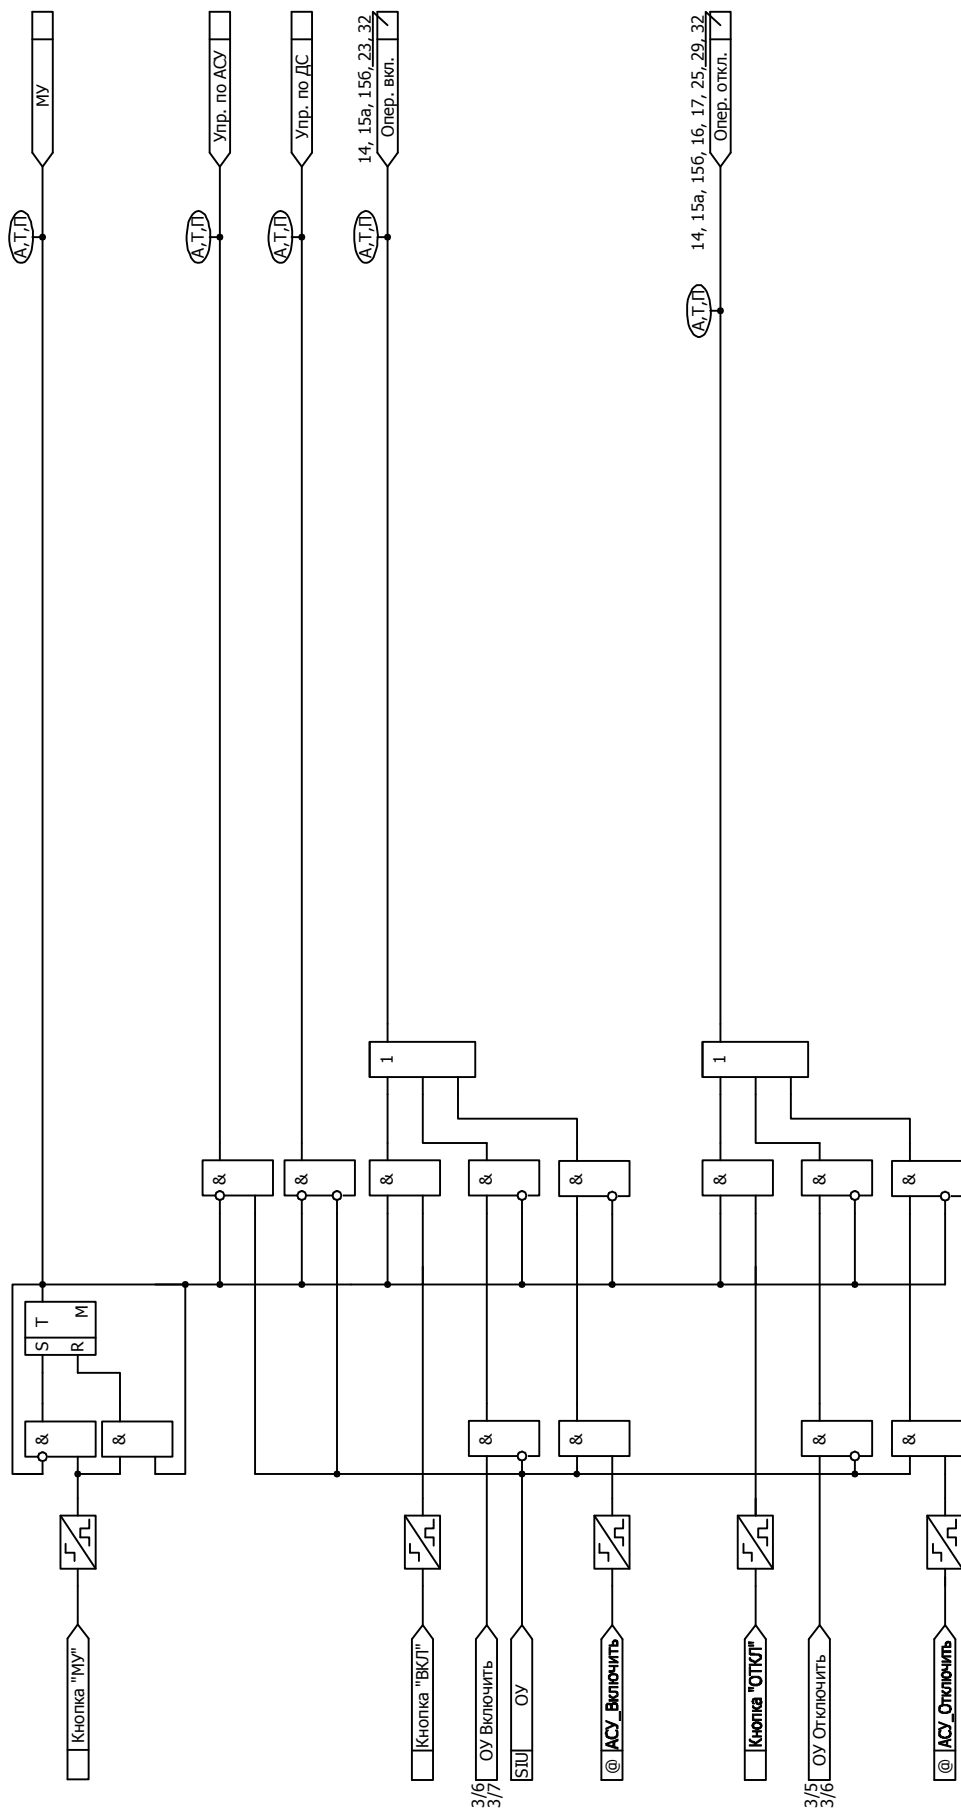 МУ
Упр. по АСУ
Упр. по ДС
14, 15а, 15б, 23, 32
Опер. вкл.
14, 15а, 15б, 16, 17, 25, 29, 32
Опер. откл.
А,Т,П
А,Т,П
А,Т,П
А,Т,П
А,Т,П
1
1
&
&
&
&
&
&
&
&
S T
R M
&
&
&
&
&
&
Кнопка "МУ"
Кнопка "ВКЛ"
3/6
3/7
ОУ Включить
SIU ОУ
@ АСУ_Включить
Кнопка "ОТКЛ"
3/5
3/6
ОУ Отключить
@ АСУ_Отключить